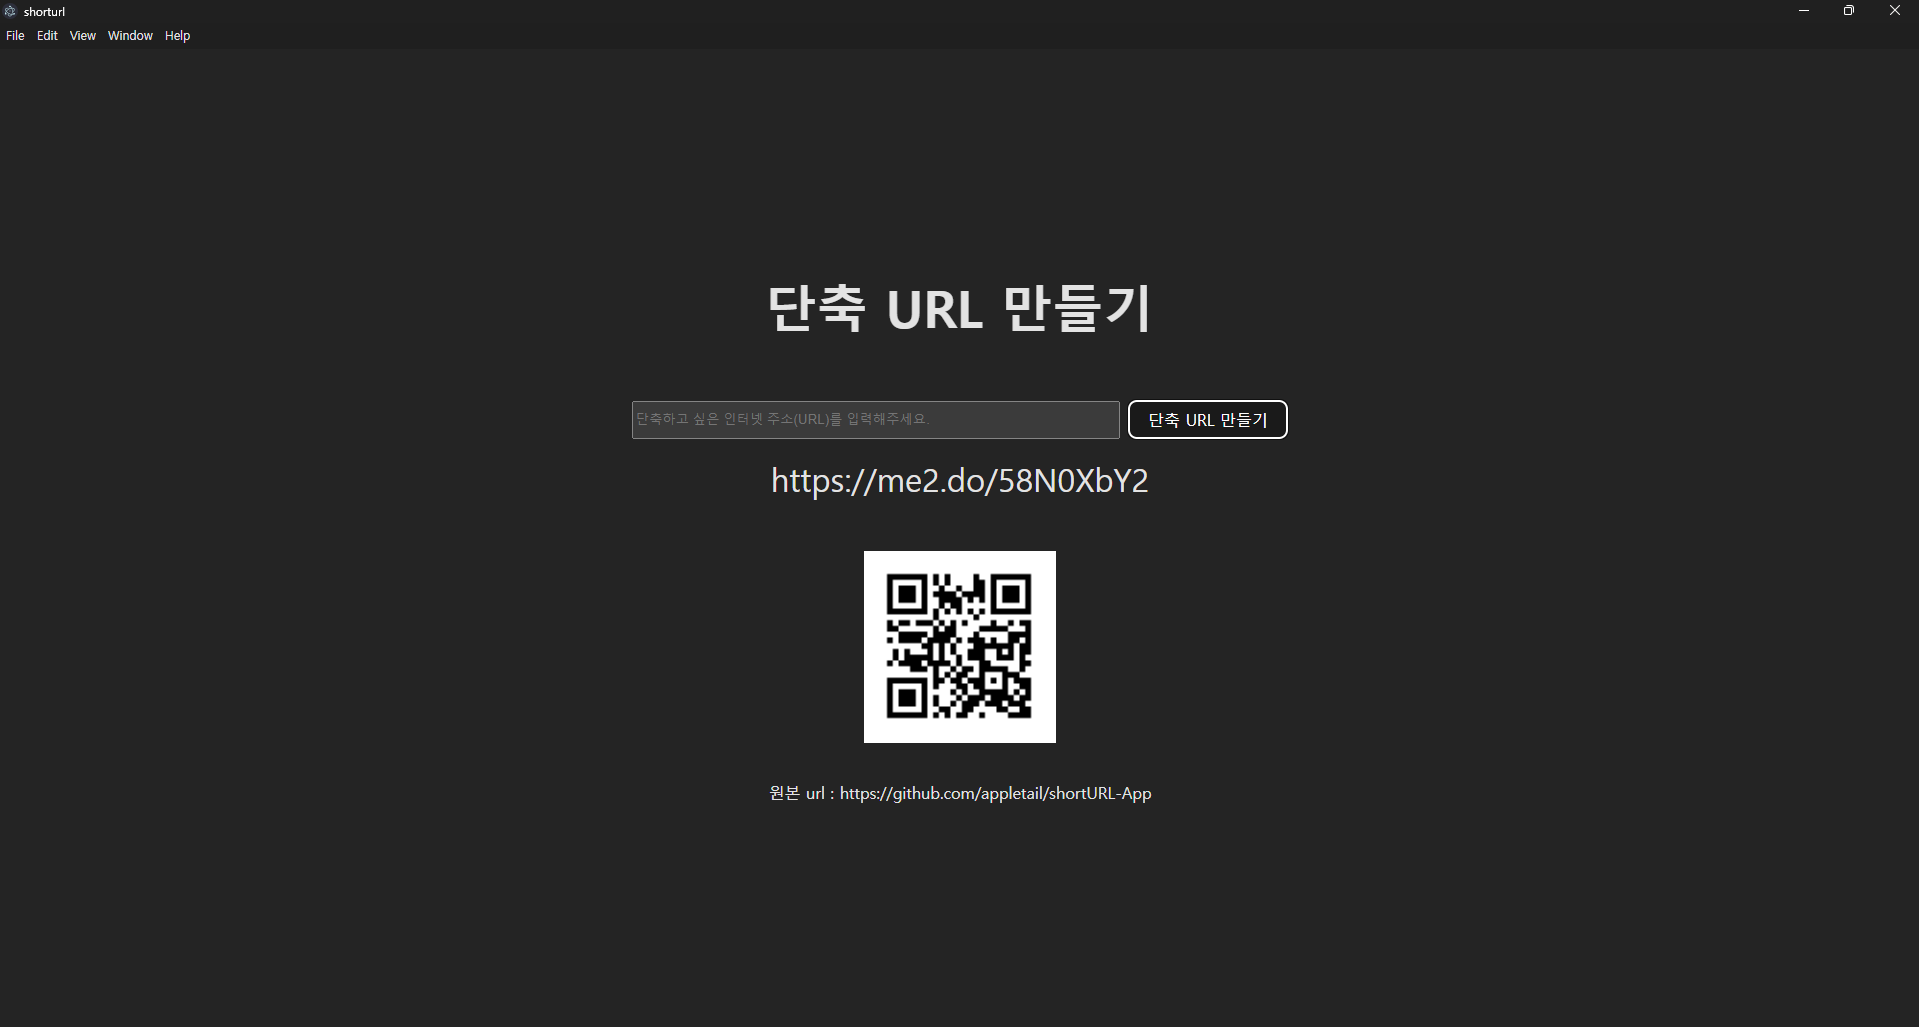 shorturl
File Edit View Window Help
단축 URL 만들기
단축하고 싶은 인터넷 주소(URL)를 입력해주세요.
단축 URL 만들기
https://me2.do/58N0XbY2
원본 url : https://github.com/appletail/shortURL-App